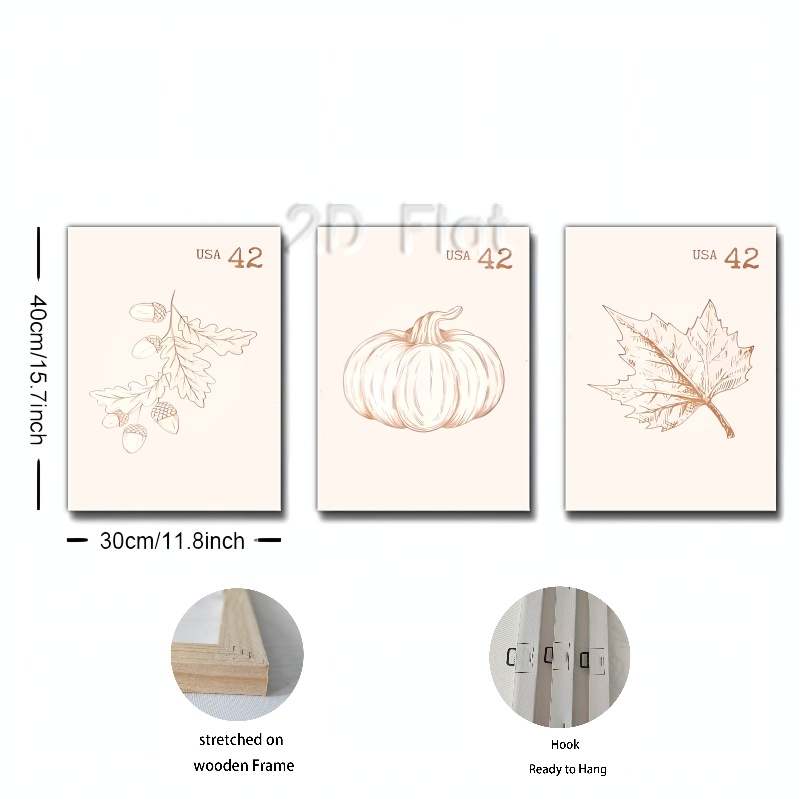 2D Flat
USA 42
USA 42
USA 42
40cm/15.7inch
30cm/11.8inch
stretched on
wooden Frame
Hook
Ready to Hang